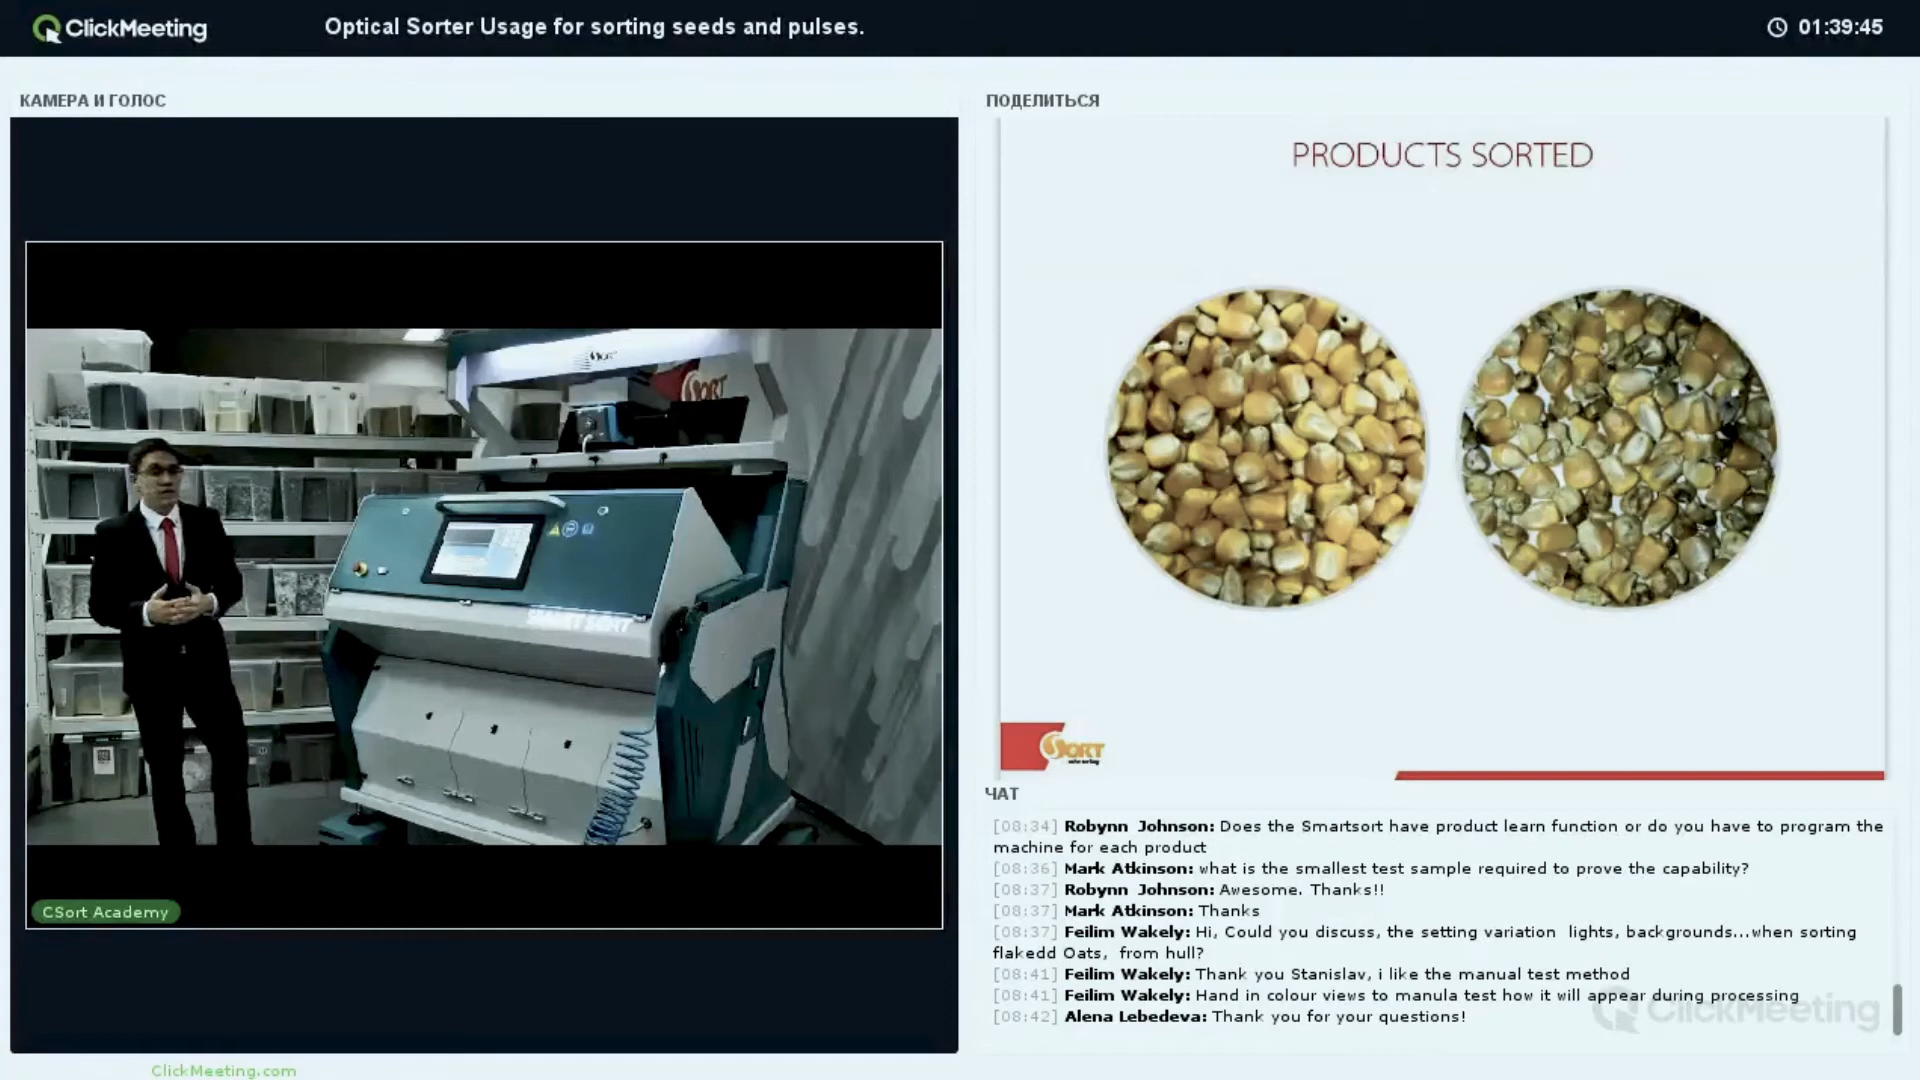 ClickMeeting
Optical Sorter Usage for sorting seeds and pulses.
01:39:45
КАМЕРА И ГОЛОС
ПОДЕЛИТЬСЯ
PRODUCTS SORTED
SORT
SMART SORT
CSort Academy
ЧАТ
[08:34] Robynn Johnson: Does the Smartsort have product learn function or do you have to program the
machine for each product
[08:36] Mark Atkinson: what is the smallest test sample required to prove the capability?
[08:37] Robynn Johnson: Awesome. Thanks!!
[08:37] Mark Atkinson: Thanks
[08:37] Feilim Wakely: Hi, Could you discuss, the setting variation lights, backgrounds...when sorting
flakedd Oats, from hull?
[08:41] Feilim Wakely: Thank you Stanislav, i like the manual test method
[08:41] Feilim Wakely: Hand in colour views to manula test how it will appear during processing
[08:42] Alena Lebedeva: Thank you for your questions!
ClickMeeting
ClickMeeting.com